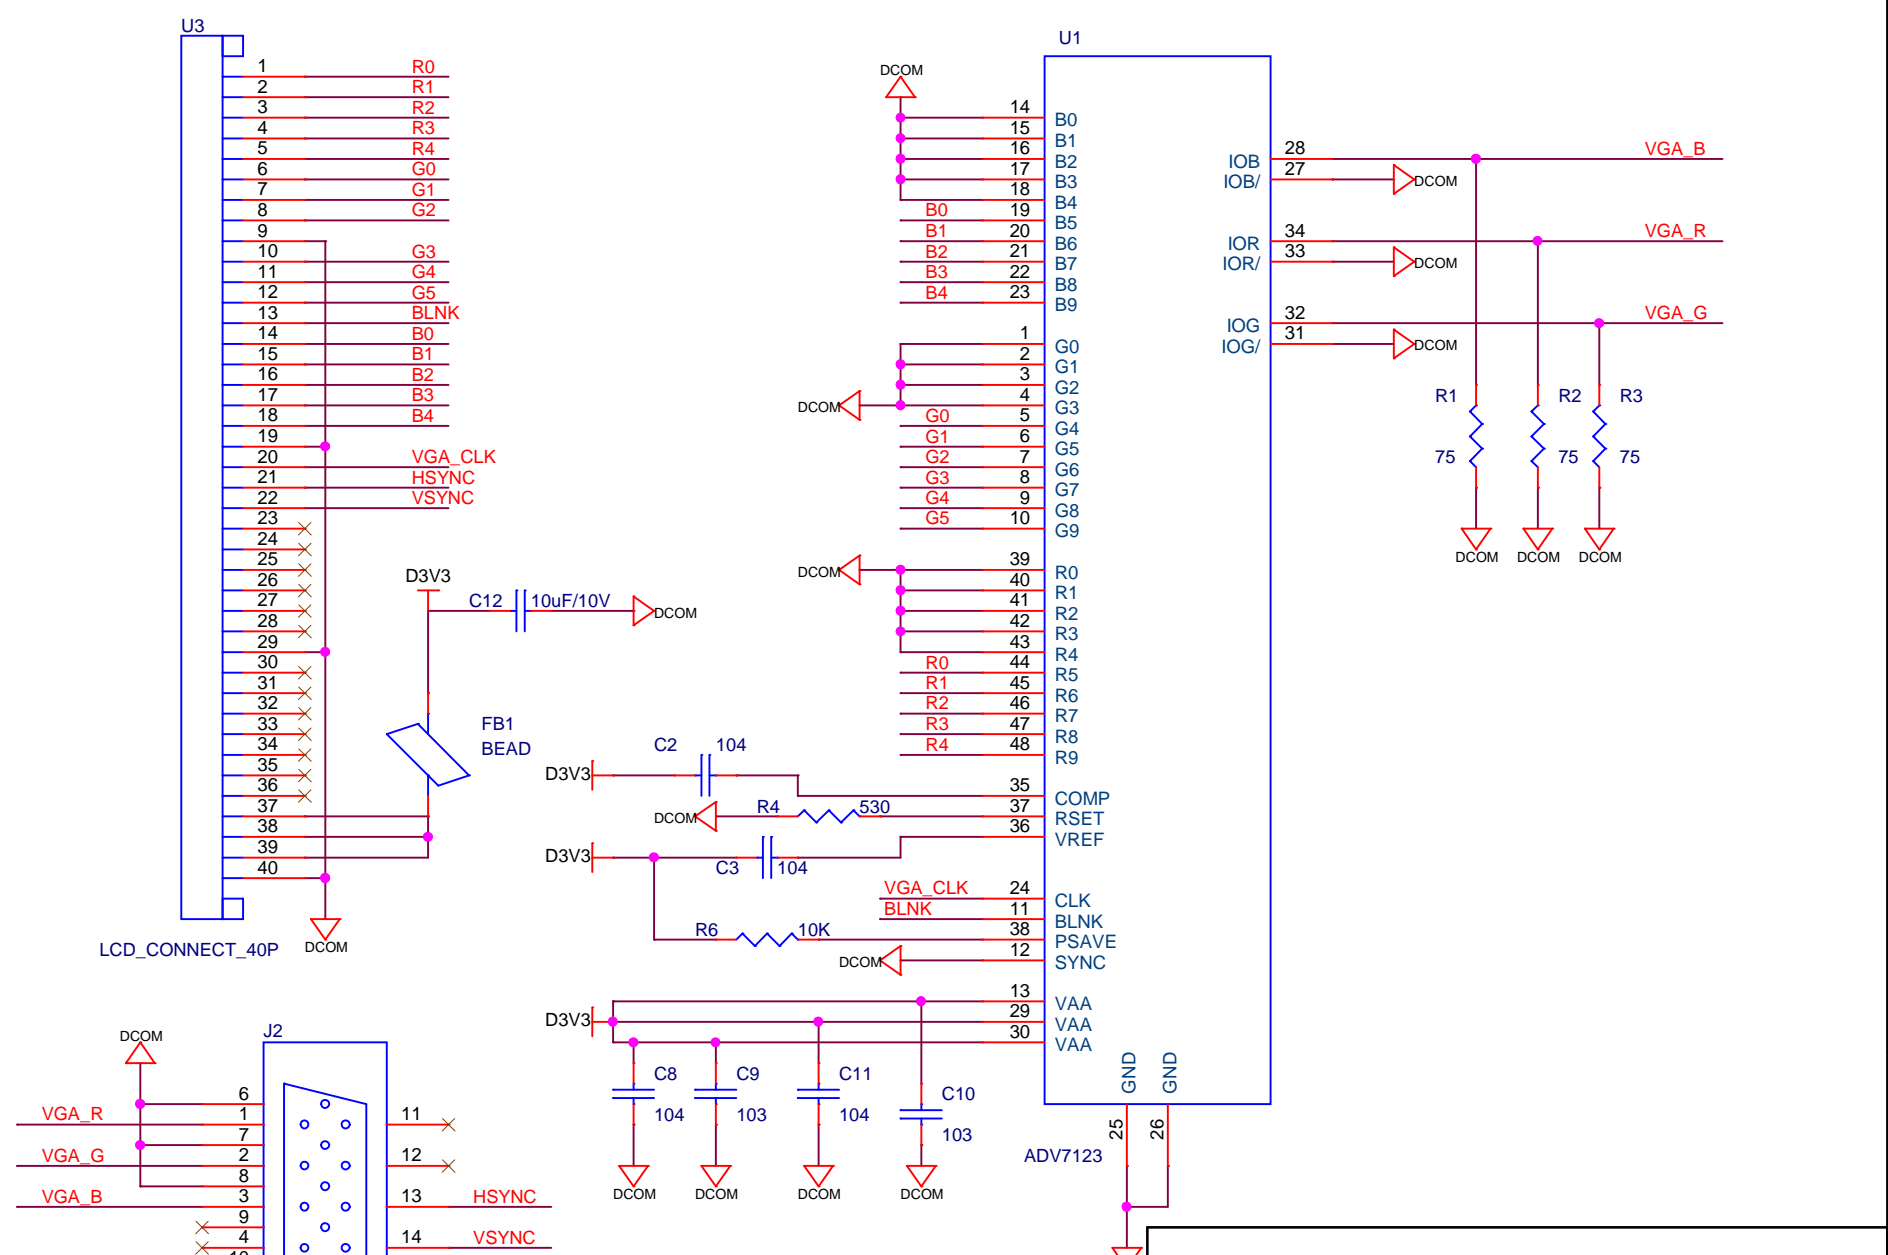 U3
1 R0
2 R1
3 R2
4 R3
5 R4
6 G0
7 G1
8 G2
9
10 G3
11 G4
12 G5
13 BLNK
14 B0
15 B1
16 B2
17 B3
18 B4
19
20 VGA_CLK
21 HSYNC
22 VSYNC
23
24
25
26
27
28
29
30
31
32
33
34
35
36
37
38
39
40
LCD_CONNECT_40P
DCOM
D3V3
C12 10uF/10V DCOM
FB1
BEAD
U1
DCOM
14 B0
15 B1
16 B2
17 B3
18 B4
B0 19 B5
B1 20 B6
B2 21 B7
B3 22 B8
B4 23 B9
1 G0
2 G1
3 G2
DCOM 4 G3
G0 5 G4
G1 6 G5
G2 7 G6
G3 8 G7
G4 9 G8
G5 10 G9
DCOM 39 R0
40 R1
41 R2
42 R3
43 R4
R0 44 R5
R1 45 R6
R2 46 R7
R3 47 R8
R4 48 R9
D3V3 C2 104 35 COMP
DCOM R4 530 37 RSET
D3V3 C3 104 36 VREF
VGA_CLK 24 CLK
BLNK 11 BLNK
R6 10K 38 PSAVE
DCOM 12 SYNC
13 VAA
D3V3 29 VAA
30 VAA
C8 104 DCOM
C9 103 DCOM
C11 104 DCOM
C10 103 DCOM
GND 25
GND 26
ADV7123
IOB 28 VGA_B
IOB/ 27 DCOM
IOR 34 VGA_R
IOR/ 33 DCOM
IOG 32 VGA_G
IOG/ 31 DCOM
R1 75 DCOM
R2 75 DCOM
R3 75 DCOM
J2
DCOM
6
VGA_R 1
7
VGA_G 2
8
VGA_B 3
9
4
11
12
13 HSYNC
14 VSYNC